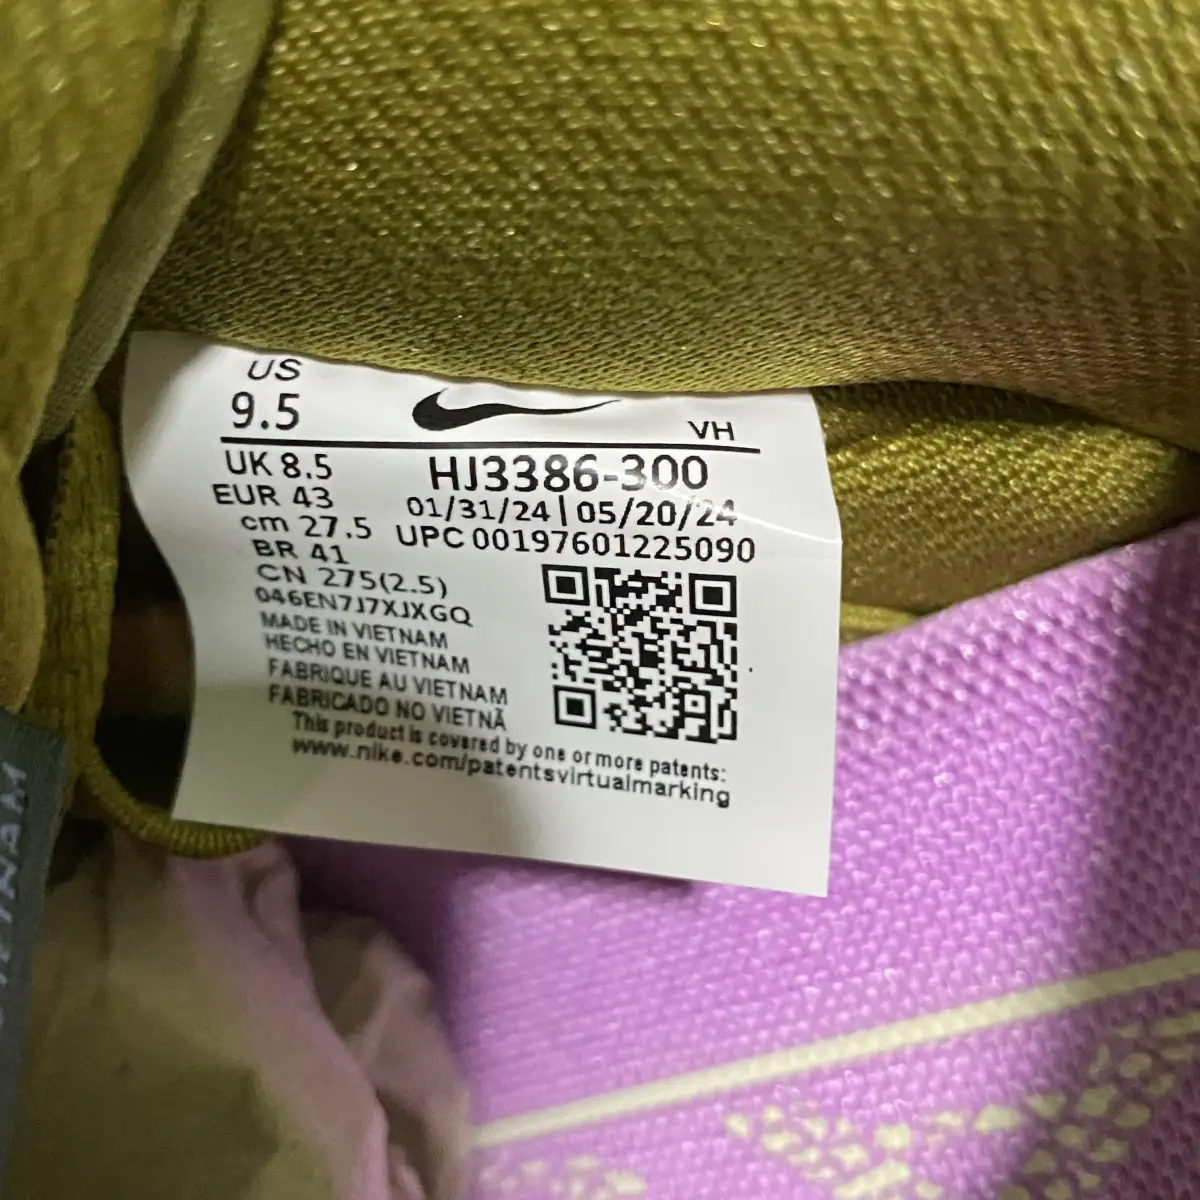 US
9.5
VH
UK 8.5
EUR 43
cm 27.5
BR 41
CN 275(2.5)
046EN7J7XJXGQ
HJ3386-300
01/31/24|05/20/24
UPC 00197601225090
MADE IN VIETNAM
HECHO EN VIETNAM
FABRIQUE AU VIETNAM
FABRICADO NO VIETNÃ
This product is covered by one or more patents:
www.nike.com/patentsvirtualmarking
VIETNAM